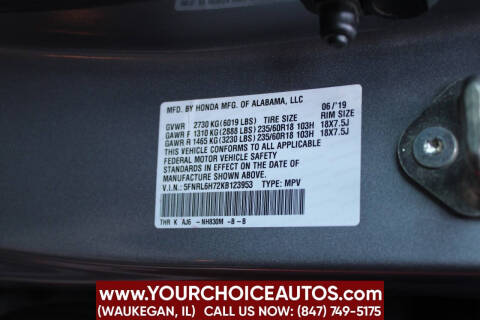 MFD. BY HONDA MFG. OF ALABAMA, LLC 06/'19
GVWR 2730 KG(6019 LBS) TIRE SIZE RIM SIZE
GAWR F 1310 KG(2888 LBS) 235/60R18 103H 18X7.5J
GAWR R 1465 KG(3230 LBS) 235/60R18 103H 18X7.5J
THIS VEHICLE CONFORMS TO ALL APPLICABLE
FEDERAL MOTOR VEHICLE SAFETY
STANDARDS IN EFFECT ON THE DATE OF
MANUFACTURE SHOWN ABOVE.
V.I.N.: 5FNRL6H72KB123953 TYPE: MPV
THR K AJ6 -NH830M -B -B
WWW.YOURCHOICEAUTOS.COM
(WAUKEGAN, IL) CALL US NOW: (847) 749-5175